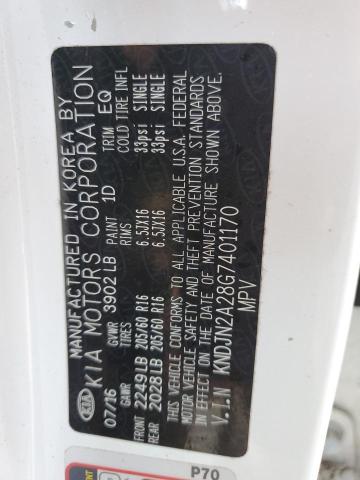 MANUFACTURED IN KOREA BY
KIA KIA MOTORS CORPORATION
07/16 GVWR 3902LB PAINT 1D TRIM EQ
GAWR TIRES RIMS COLD TIRE INFL
FRONT 2249LB 205/60 R16 6.5JX16 33psi SINGLE
REAR 2028LB 205/60 R16 6.5JX16 33psi SINGLE
THIS VEHICLE CONFORMS TO ALL APPLICABLE U.S.A. FEDERAL
MOTOR VEHICLE SAFETY AND THEFT PREVENTION STANDARDS
IN EFFECT ON THE DATE OF MANUFACTURE SHOWN ABOVE.
V.I.N KNDJN2A28G7401170
MPV
P70